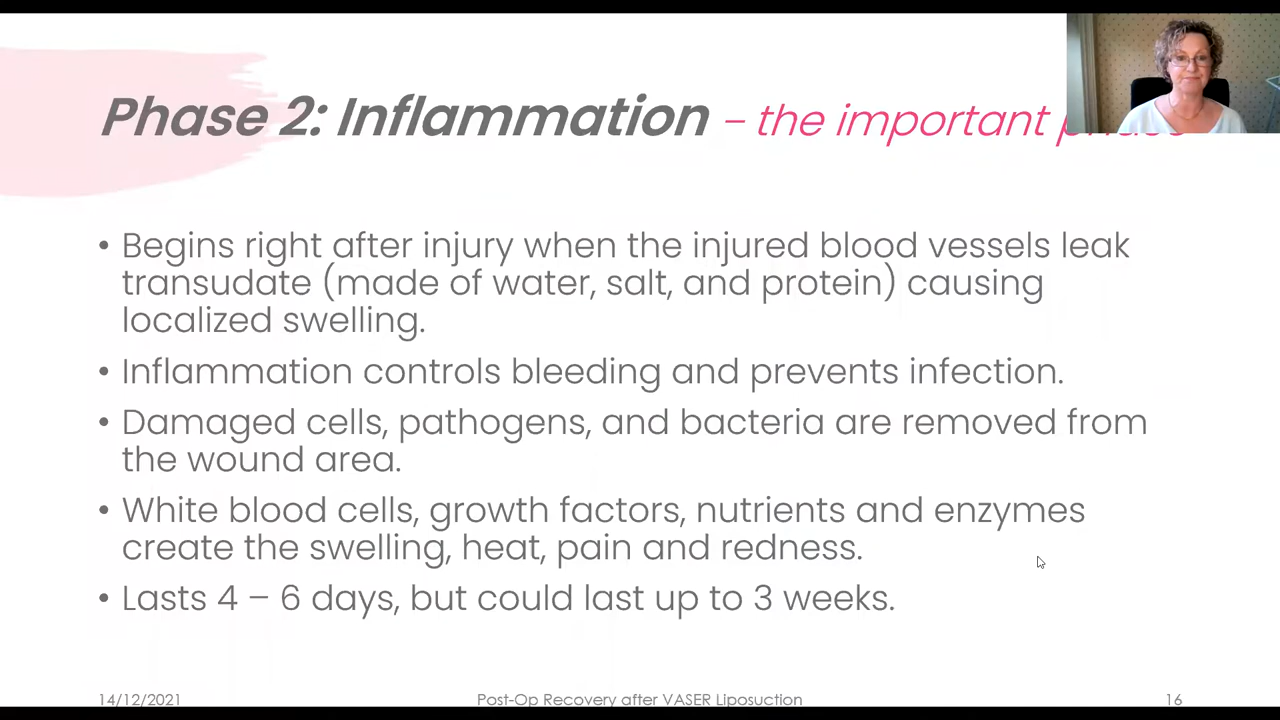 Phase 2: Inflammation – the important
• Begins right after injury when the injured blood vessels leak
transudate (made of water, salt, and protein) causing
localized swelling.
• Inflammation controls bleeding and prevents infection.
• Damaged cells, pathogens, and bacteria are removed from
the wound area.
• White blood cells, growth factors, nutrients and enzymes
create the swelling, heat, pain and redness.
• Lasts 4 – 6 days, but could last up to 3 weeks.
14/12/2021 Post-Op Recovery after VASER Liposuction 16